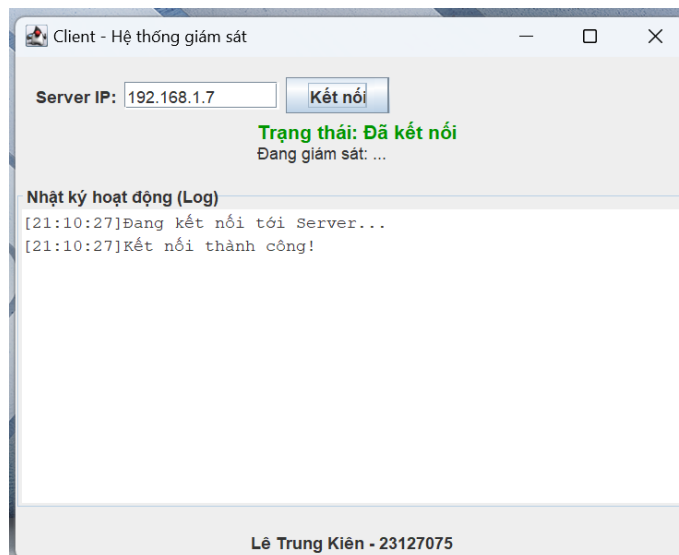 Client - Hệ thống giám sát
Server IP: 192.168.1.7 Kết nối
Trạng thái: Đã kết nối
Đang giám sát: ...
Nhật ký hoạt động (Log)
[21:10:27]Đang kết nối tới Server...
[21:10:27]Kết nối thành công!
Lê Trung Kiên - 23127075